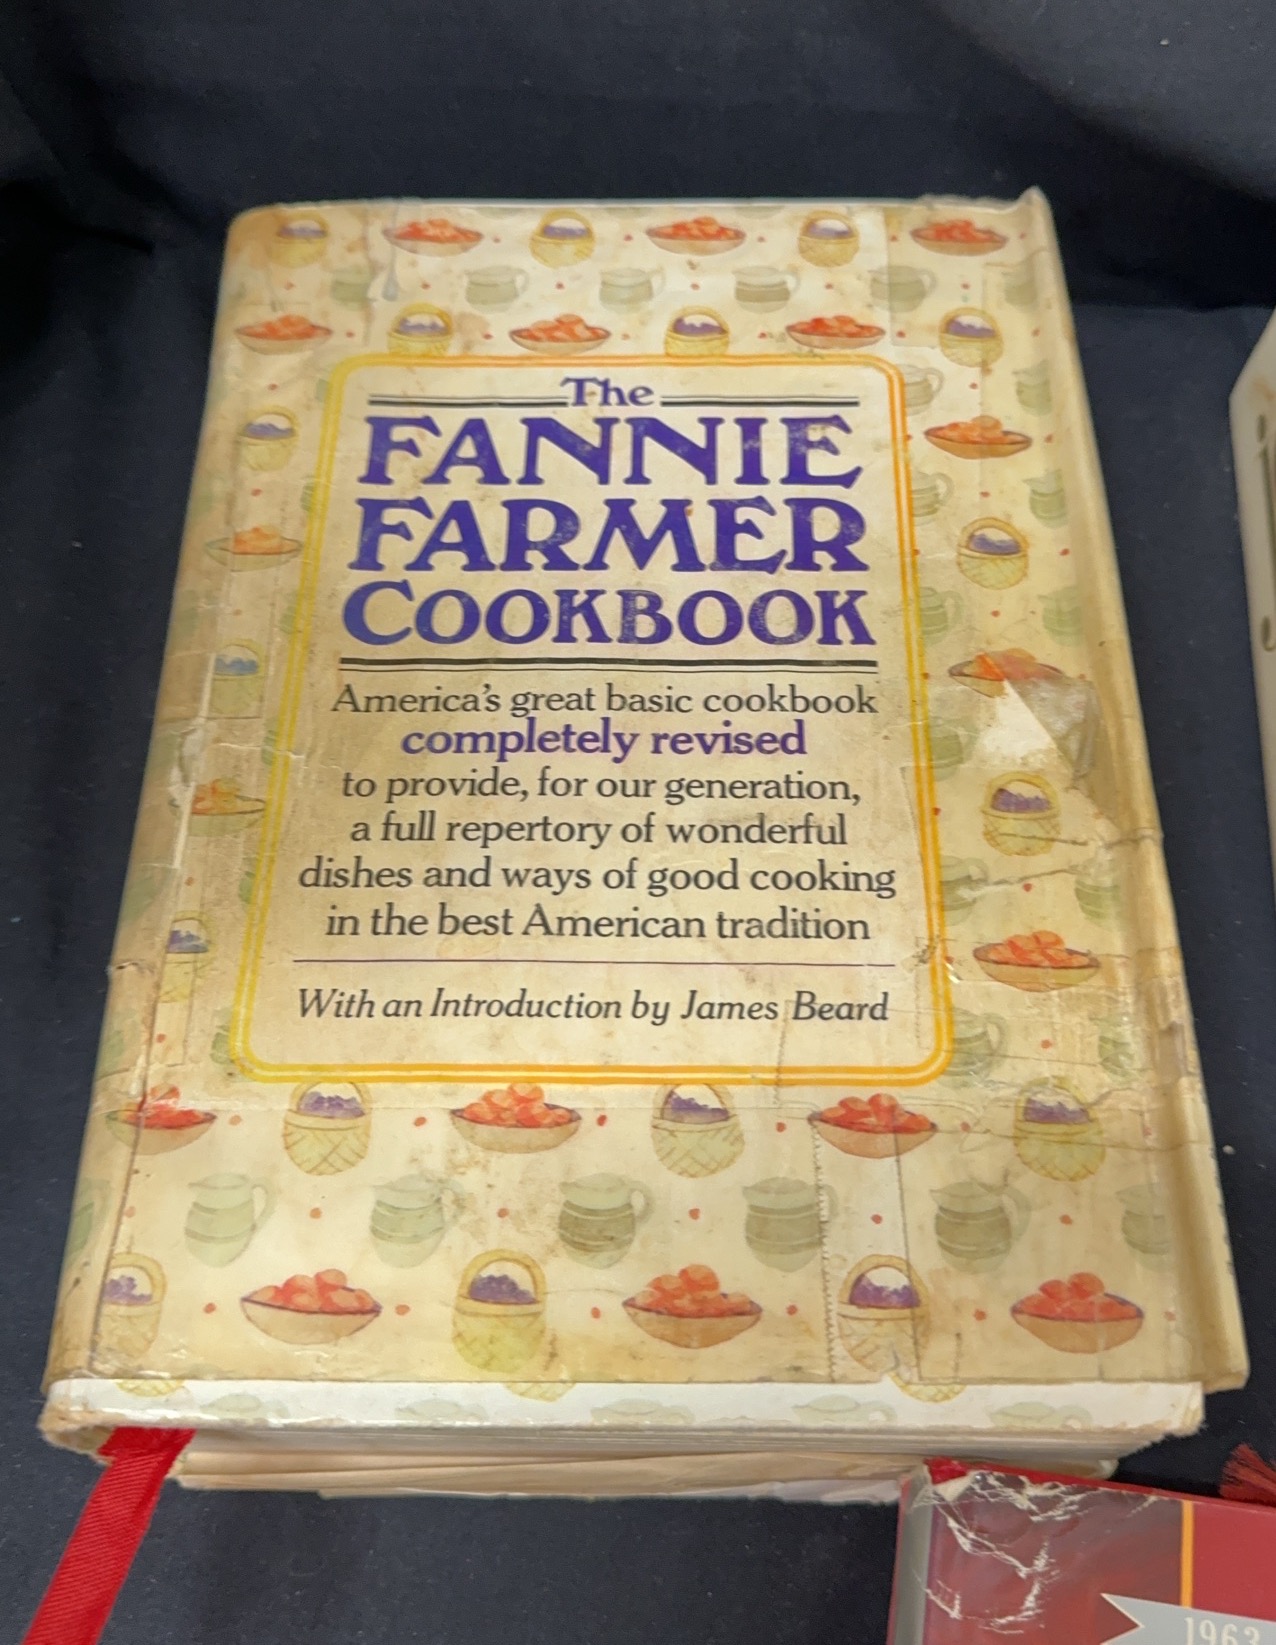 The
FANNIE
FARMER
COOKBOOK
America's great basic cookbook
completely revised
to provide, for our generation,
a full repertory of wonderful
dishes and ways of good cooking
in the best American tradition
With an Introduction by James Beard
1963